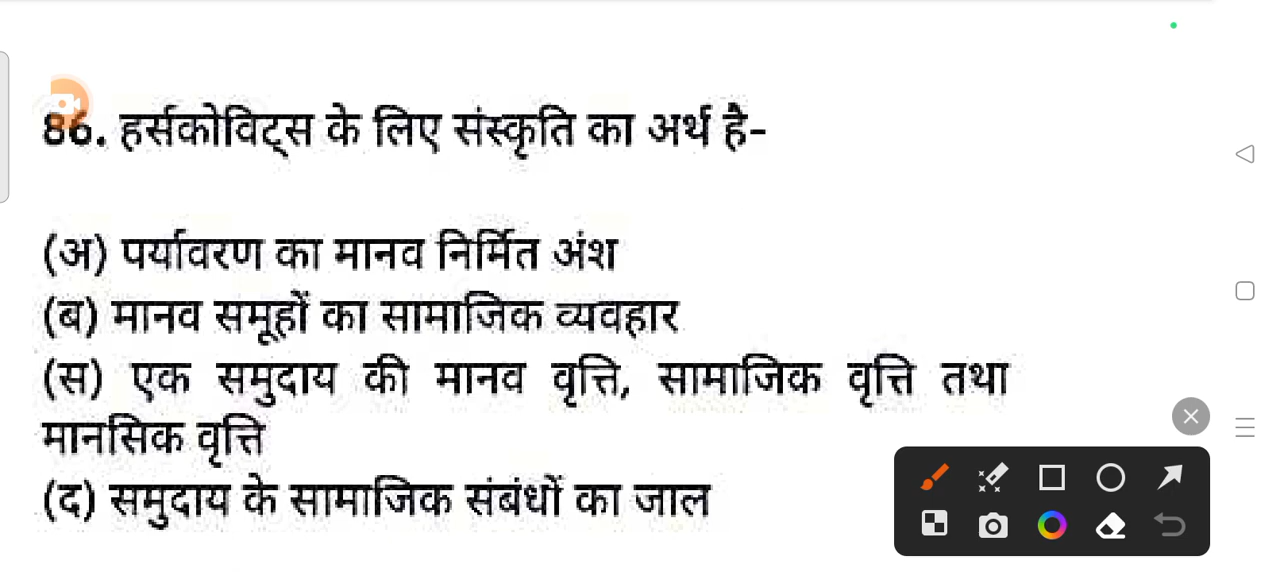 86. हर्सकोविट्स के लिए संस्कृति का अर्थ है-
(अ) पर्यावरण का मानव निर्मित अंश
(ब) मानव समूहों का सामाजिक व्यवहार
(स) एक समुदाय की मानव वृत्ति, सामाजिक वृत्ति तथा
मानसिक वृत्ति
(द) समुदाय के सामाजिक संबंधों का जाल